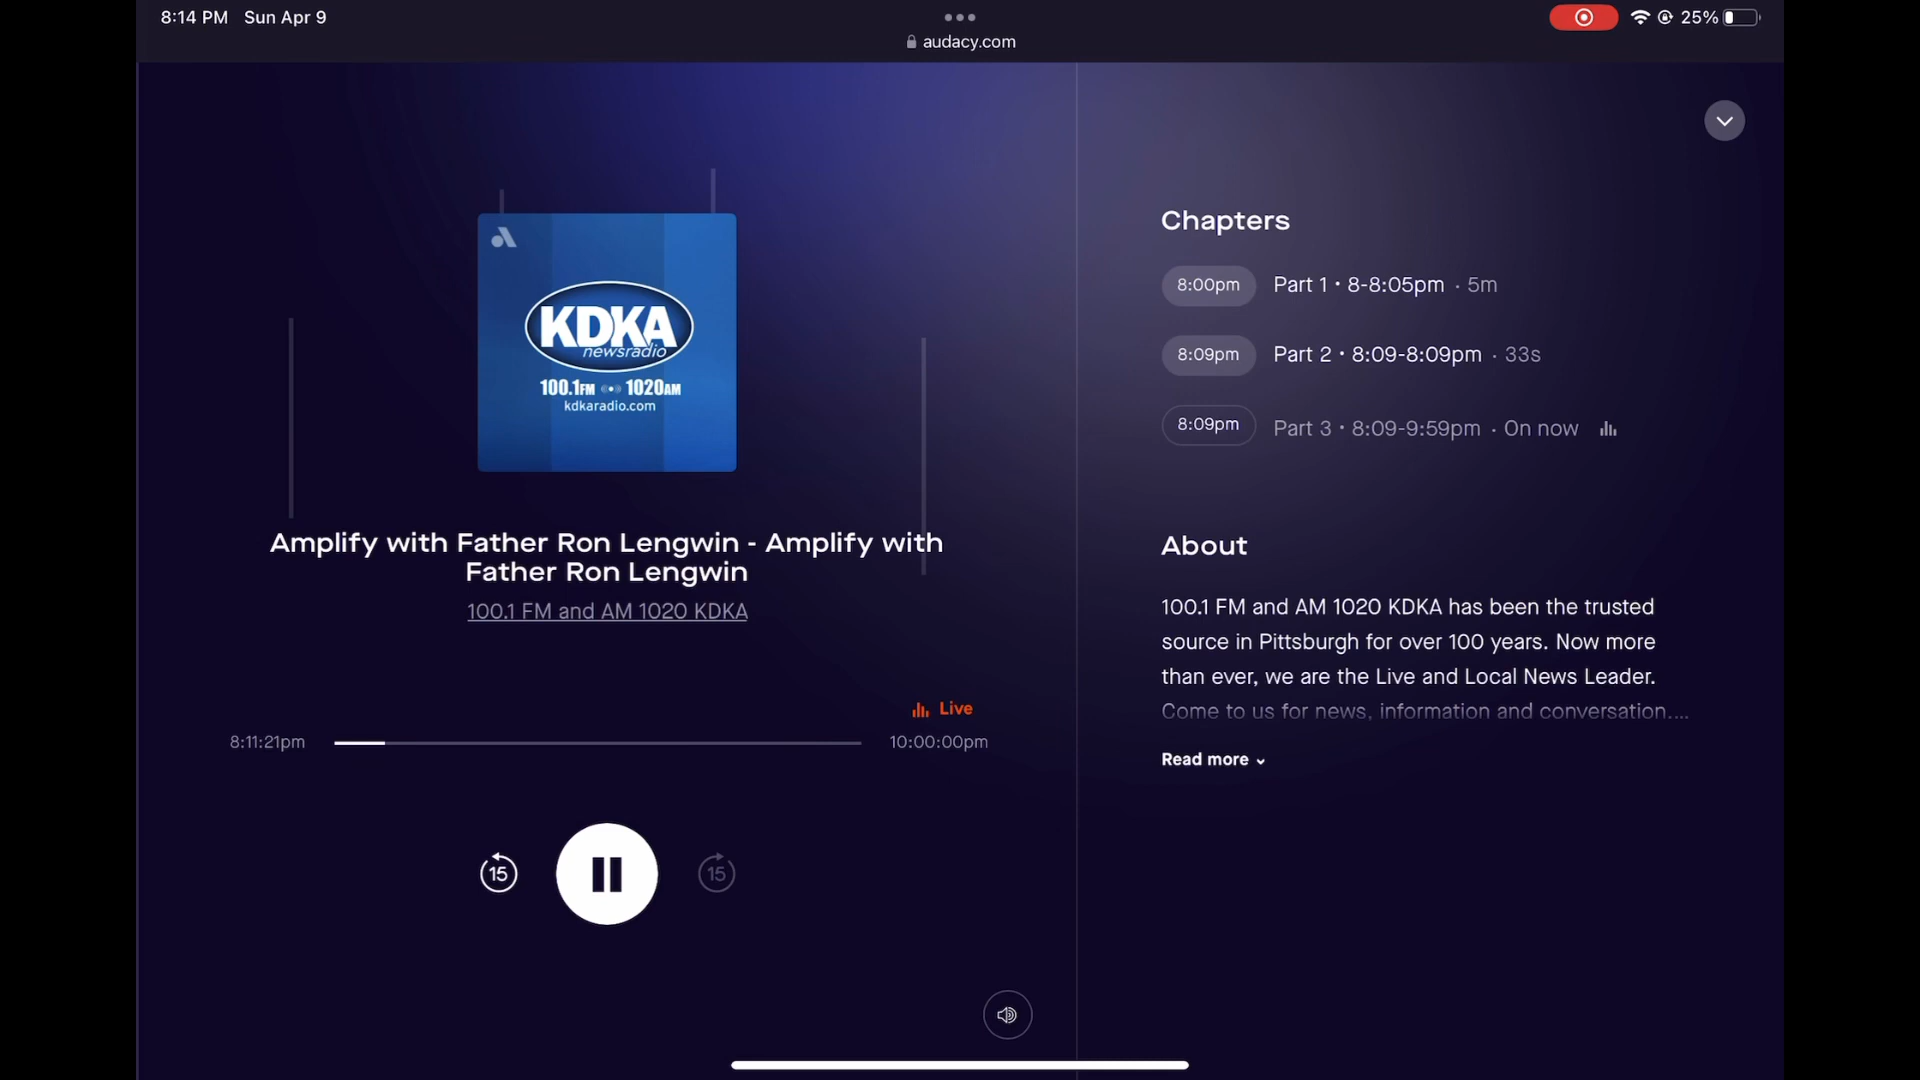 8:14 PM Sun Apr 9
audacy.com
25%
KDKA
newsradio
100.1FM 1020AM
kdkaradio.com
Amplify with Father Ron Lengwin - Amplify with
Father Ron Lengwin
100.1 FM and AM 1020 KDKA
Live
8:11:21pm
10:00:00pm
15
15
Chapters
8:00pm Part 1 • 8-8:05pm · 5m
8:09pm Part 2 • 8:09-8:09pm · 33s
8:09pm Part 3 • 8:09-9:59pm · On now
About
100.1 FM and AM 1020 KDKA has been the trusted
source in Pittsburgh for over 100 years. Now more
than ever, we are the Live and Local News Leader.
Come to us for news, information and conversation....
Read more